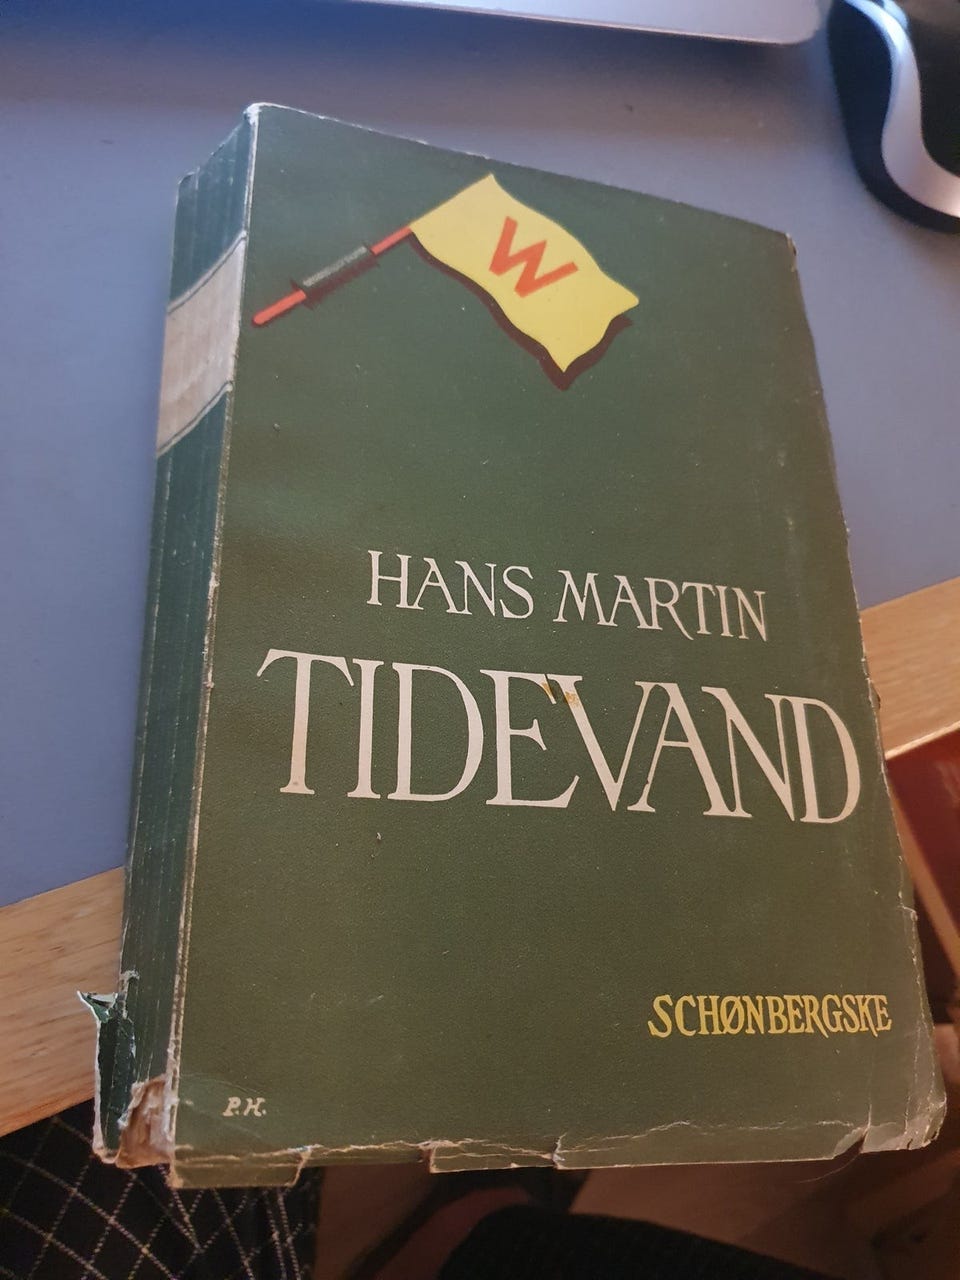 W
HANS MARTIN
TIDEVAND
SCHØNBERGSKE
P.H.